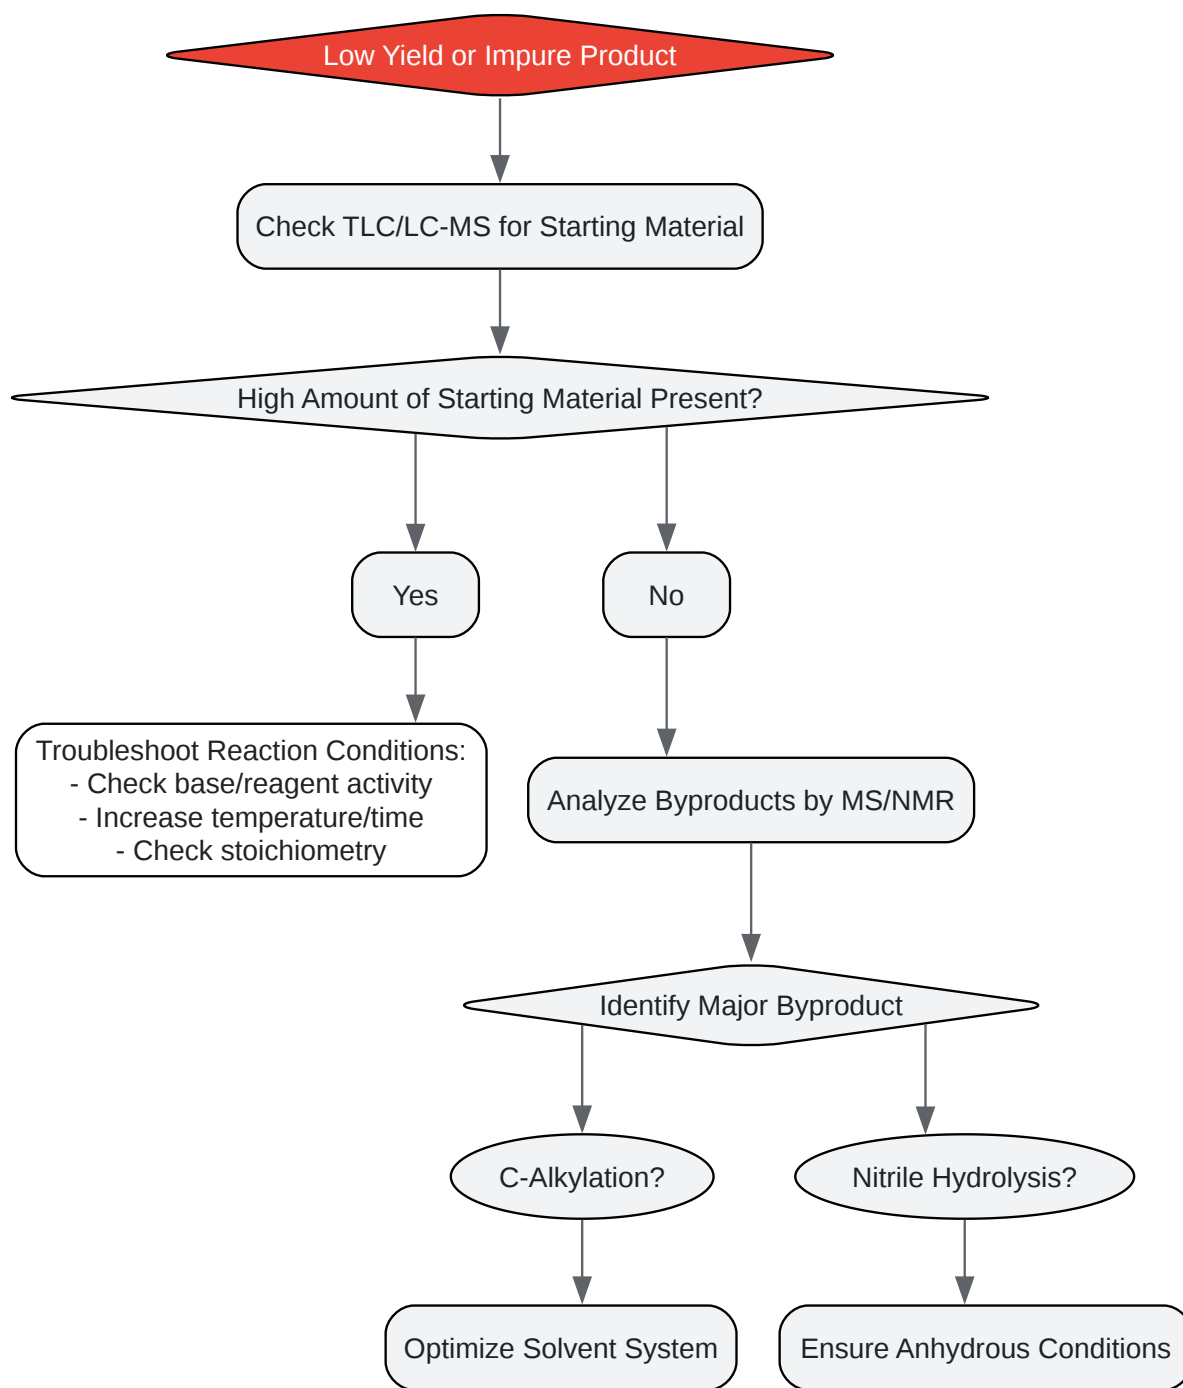 Low Yield or Impure Product
Check TLC/LC-MS for Starting Material
High Amount of Starting Material Present?
Yes
No
Troubleshoot Reaction Conditions:
- Check base/reagent activity
- Increase temperature/time
- Check stoichiometry
Analyze Byproducts by MS/NMR
Identify Major Byproduct
C-Alkylation?
Nitrile Hydrolysis?
Optimize Solvent System
Ensure Anhydrous Conditions